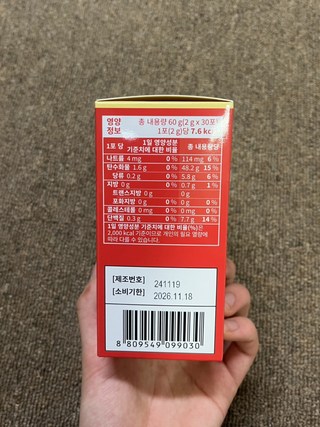 영양
정보
총 내용량 60 g(2 g x 30포)
1포(2 g)당 7.6 kc
1포 당 1일 영양성분 기준치에 대한 비율 총 내용량당
나트륨 4 mg 0 % 114 mg 6 %
탄수화물 1.6 g 0 % 48.2 g 15 %
당류 0.2 g 0 % 5.8 g 6 %
지방 0 g 0 % 0.7 g 1 %
트랜스지방 0 g 0 g
포화지방 0 g 0 % 0 g 0 %
콜레스테롤 0 mg 0 % 0 mg 0 %
단백질 0.3 g 0 % 7.7 g 14 %
1일 영양성분 기준치에 대한 비율(%)은
2,000 kcal 기준이므로 개인의 필요 열량에
따라 다를 수 있습니다.
[제조번호] 241119
[소비기한] 2026.11.18
8 809549 099030